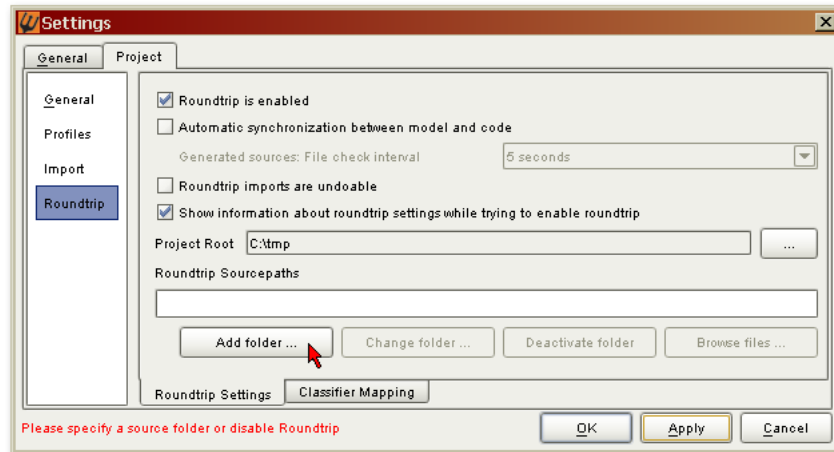 Settings
General Project
General
Profiles
Import
Roundtrip
Roundtrip is enabled
Automatic synchronization between model and code
Generated sources: File check interval 5 seconds
Roundtrip imports are undoable
Show information about roundtrip settings while trying to enable roundtrip
Project Root C:\tmp ...
Roundtrip Sourcepaths
Add folder ... Change folder ... Deactivate folder Browse files ...
Roundtrip Settings Classifier Mapping
Please specify a source folder or disable Roundtrip OK Apply Cancel